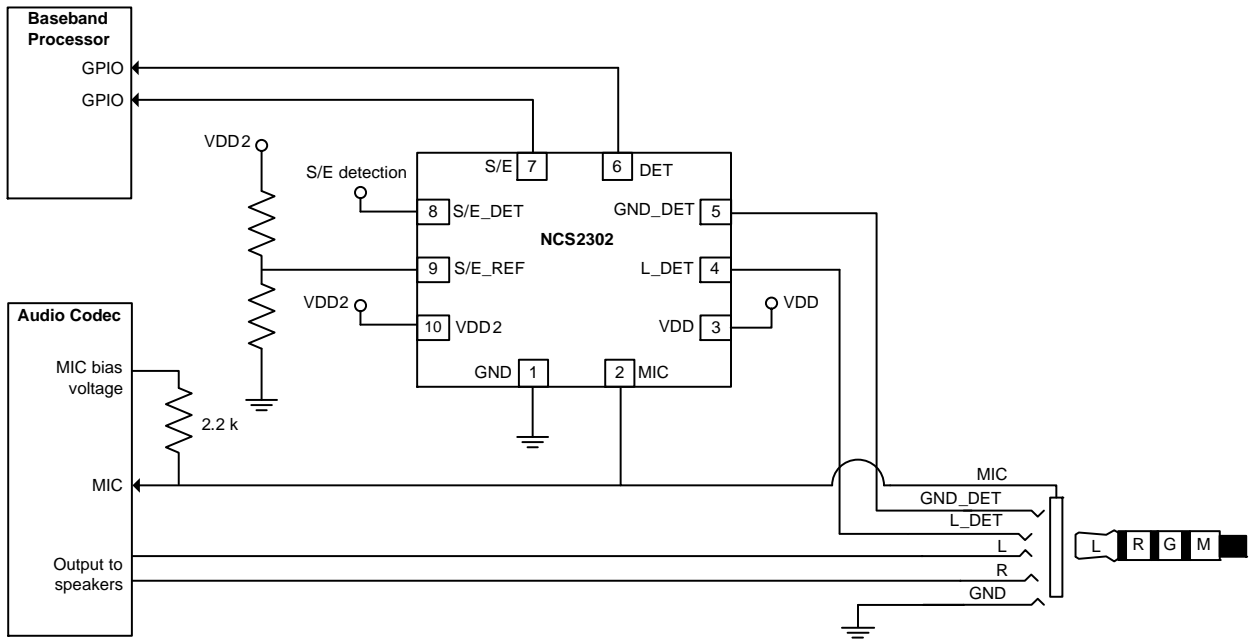 Baseband
Processor
GPIO
GPIO
VDD2
S/E detection
S/E 7
6 DET
8 S/E_DET
GND_DET 5
NCS2302
9 S/E_REF
L_DET 4
VDD2
VDD
10 VDD2
VDD 3
GND 1
2 MIC
Audio Codec
MIC bias
voltage
2.2 k
MIC
Output to
speakers
MIC
GND_DET
L_DET
L
R
GND
L R G M